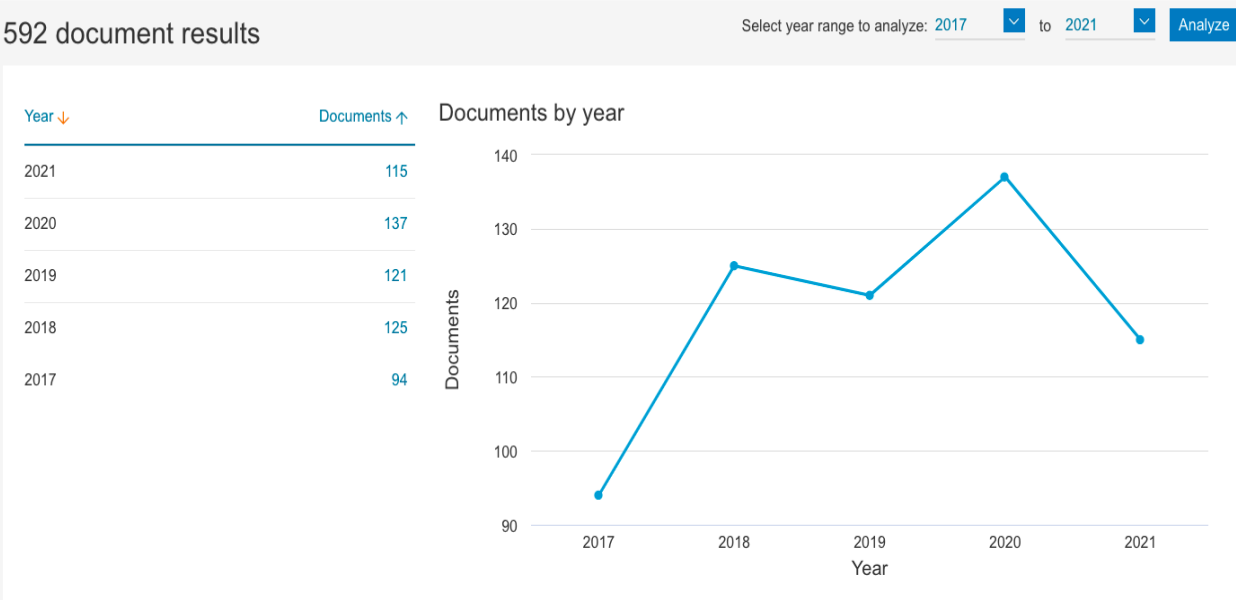 592 document results
Select year range to analyze: 2017 to 2021 Analyze
Year Documents
2021 115
2020 137
2019 121
2018 125
2017 94
Documents by year
140
130
120
110
100
90
Documents
2017 2018 2019 2020 2021
Year